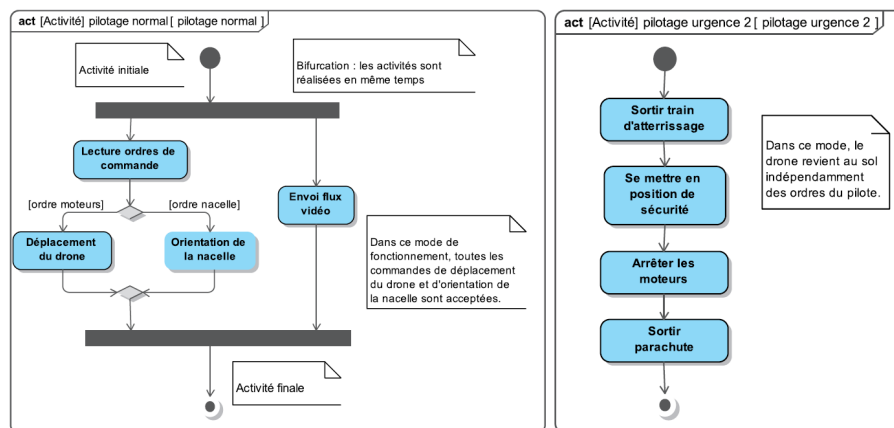 act [Activité] pilotage normal [ pilotage normal]
Activité initiale
Bifurcation : les activités sont
réalisées en même temps
Lecture ordres de
commande
[ordre moteurs]
[ordre nacelle]
Envoi flux
vidéo
Déplacement
du drone
Orientation de
la nacelle
Dans ce mode de
fonctionnement, toutes les
commandes de déplacement
du drone et d'orientation de
la nacelle sont acceptées.
Activité finale
act [Activité] pilotage urgence 2 [ pilotage urgence 2 ]
Sortir train
d'atterrissage
Dans ce mode, le
drone revient au sol
indépendamment
des ordres du pilote.
Se mettre en
position de
sécurité
Arrêter les
moteurs
Sortir
parachute